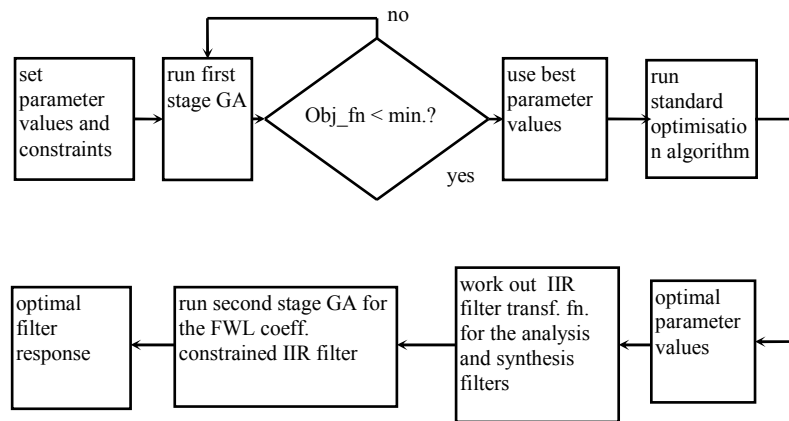 no
set
parameter
values and
constraints
run first
stage GA
Obj_fn < min.?
yes
use best
parameter
values
run
standard
optimisatio
n algorithm
optimal
parameter
values
work out IIR
filter transf. fn.
for the analysis
and synthesis
filters
run second stage GA for
the FWL coeff.
constrained IIR filter
optimal
filter
response